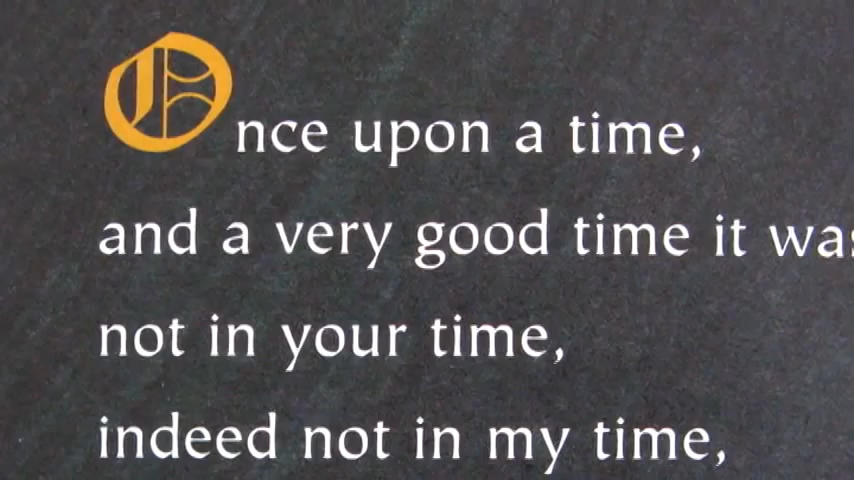 Once upon a time,
and a very good time it was
not in your time,
indeed not in my time,